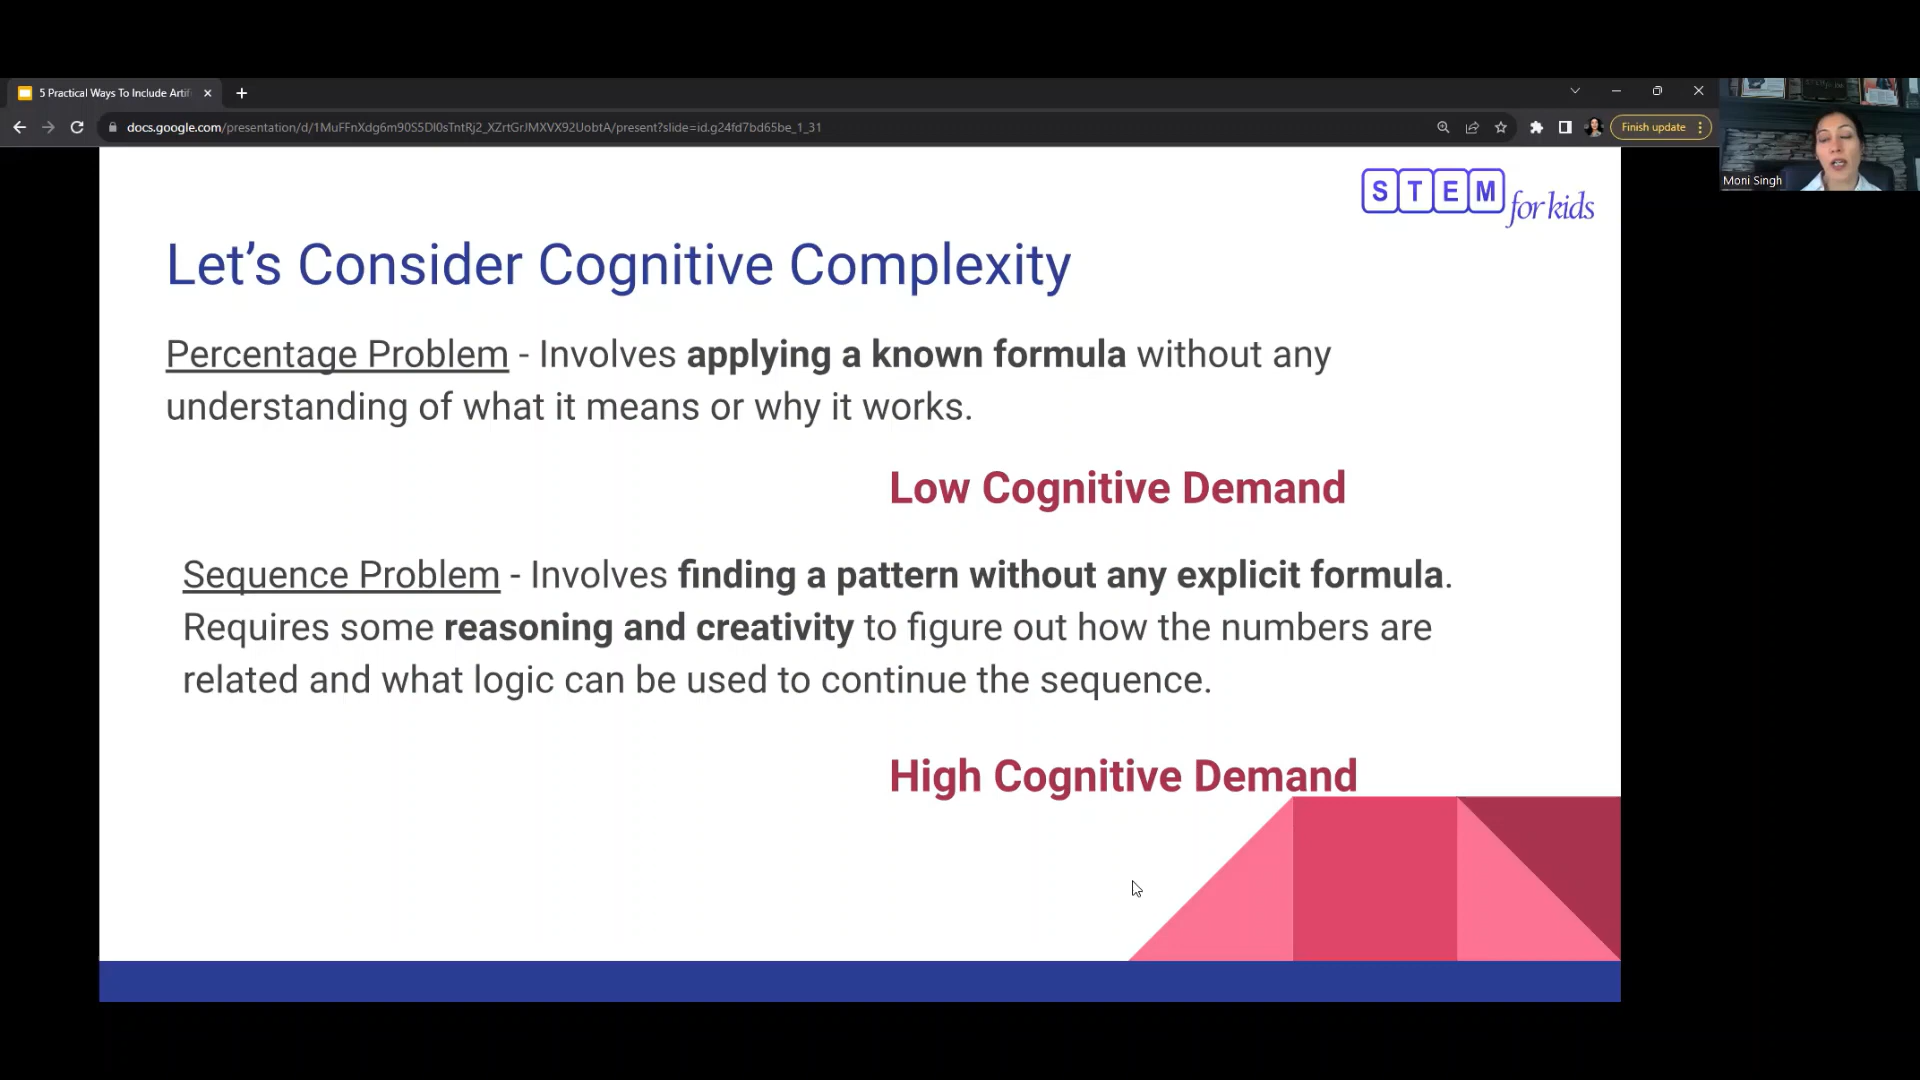 5 Practical Ways To Include Artifi
docs.google.com/presentation/d/1MuFFnXdg6m90S5DI0sTntRj2_XZrtGrJMXVX92UobtA/present?slide=id.g24fd7bd65be_1_31
Finish update
Moni Singh
STEM for kids
Let’s Consider Cognitive Complexity
Percentage Problem - Involves applying a known formula without any
understanding of what it means or why it works.
Low Cognitive Demand
Sequence Problem - Involves finding a pattern without any explicit formula.
Requires some reasoning and creativity to figure out how the numbers are
related and what logic can be used to continue the sequence.
High Cognitive Demand